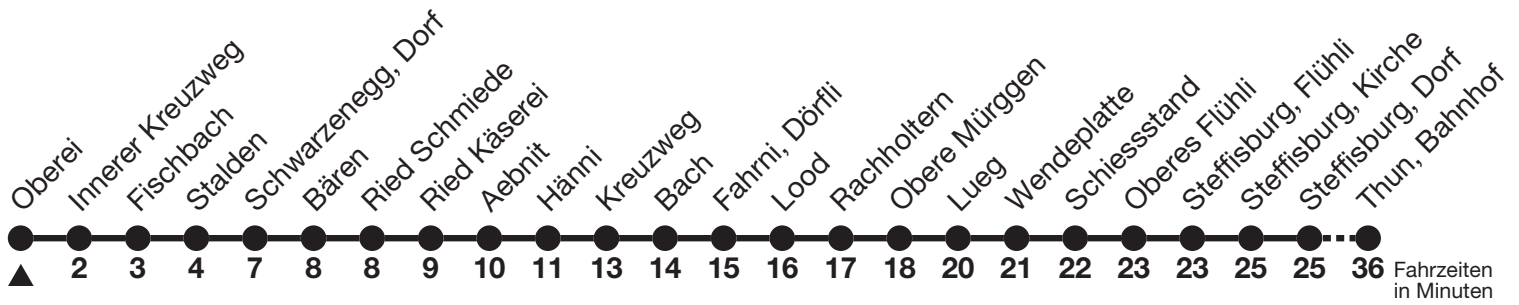 Oberei
Innerer Kreuzweg
Fischbach
Stalden
Schwarzenegg, Dorf
Bären
Ried Schmiede
Ried Käserei
Aebnit
Hänni
Kreuzweg
Bach
Fahrni, Dörfli
Lood
Rachholtern
Obere Mürggen
Lueg
Wendeplatte
Schiessstand
Oberes Flühli
Steffisburg, Flühli
Steffisburg, Kirche
Steffisburg, Dorf
Thun, Bahnhof
2 3 4 7 8 8 9 10 11 13 14 15 16 17 18 20 21 22 23 23 25 25 36 Fahrzeiten
in Minuten